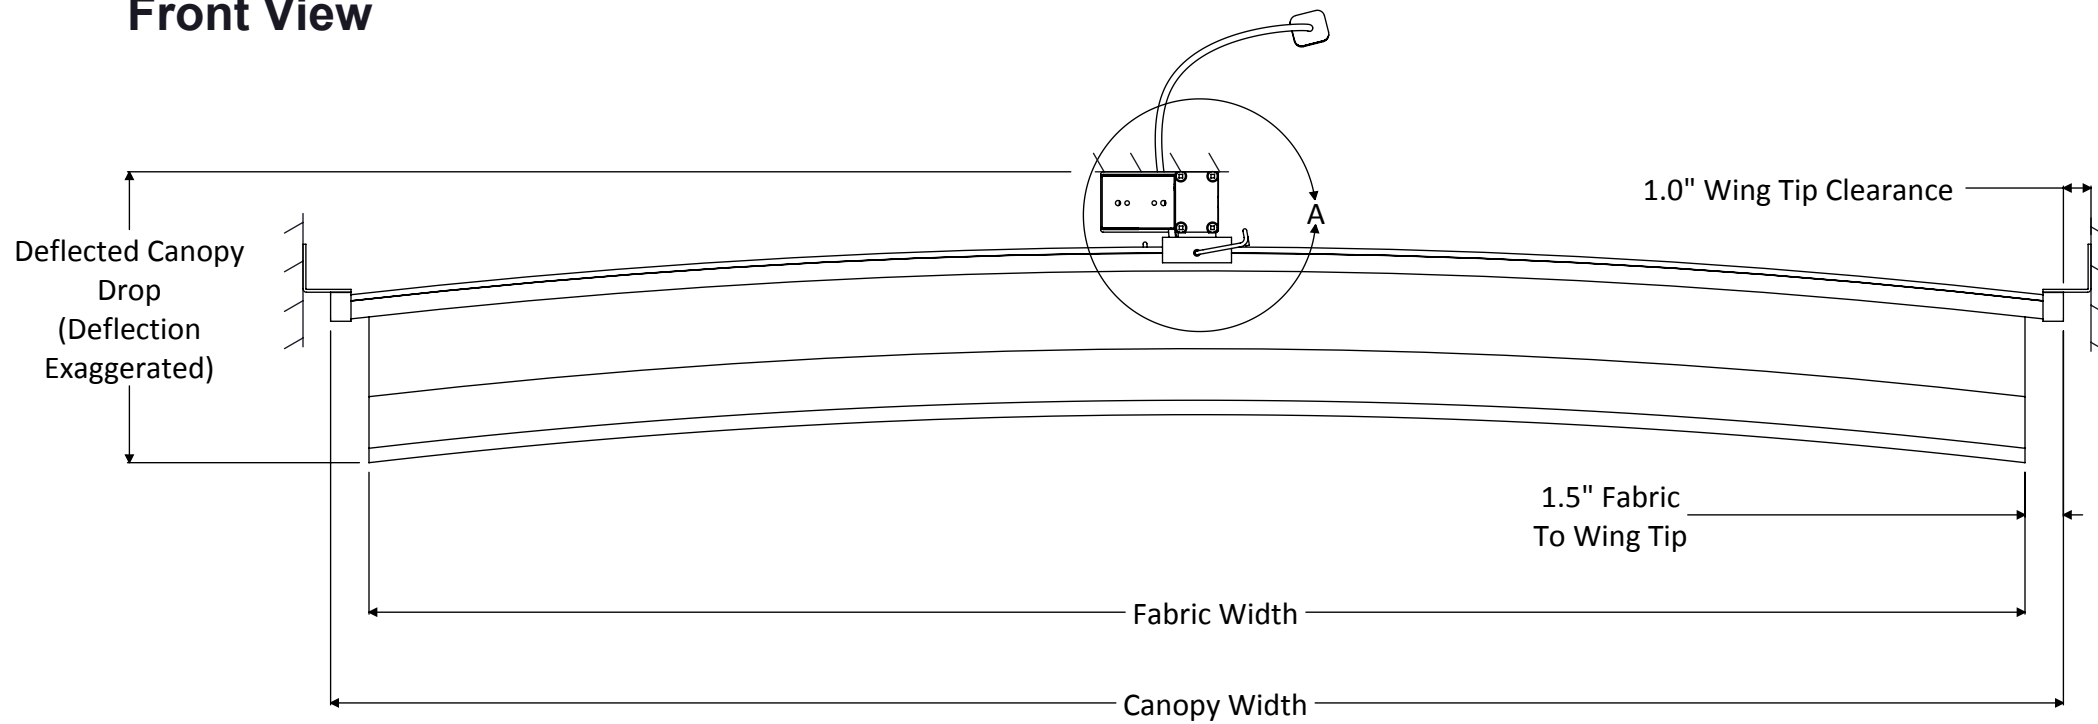 Front View
A
1.0" Wing Tip Clearance
Deflected Canopy
Drop
(Deflection
Exaggerated)
1.5" Fabric
To Wing Tip
Fabric Width
Canopy Width